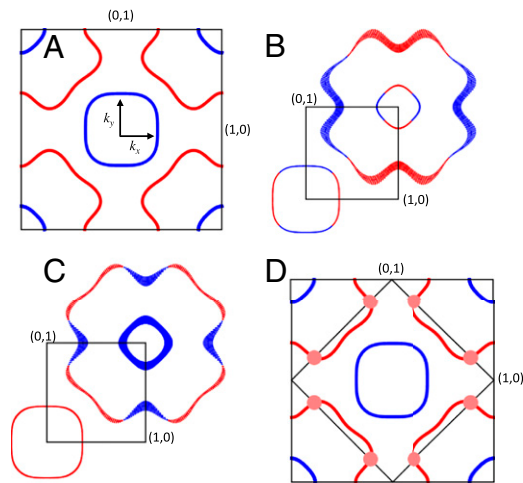 A
(0,1)
k_y
k_x
(1,0)
B
(0,1)
(1,0)
C
(0,1)
(1,0)
D
(0,1)
(1,0)